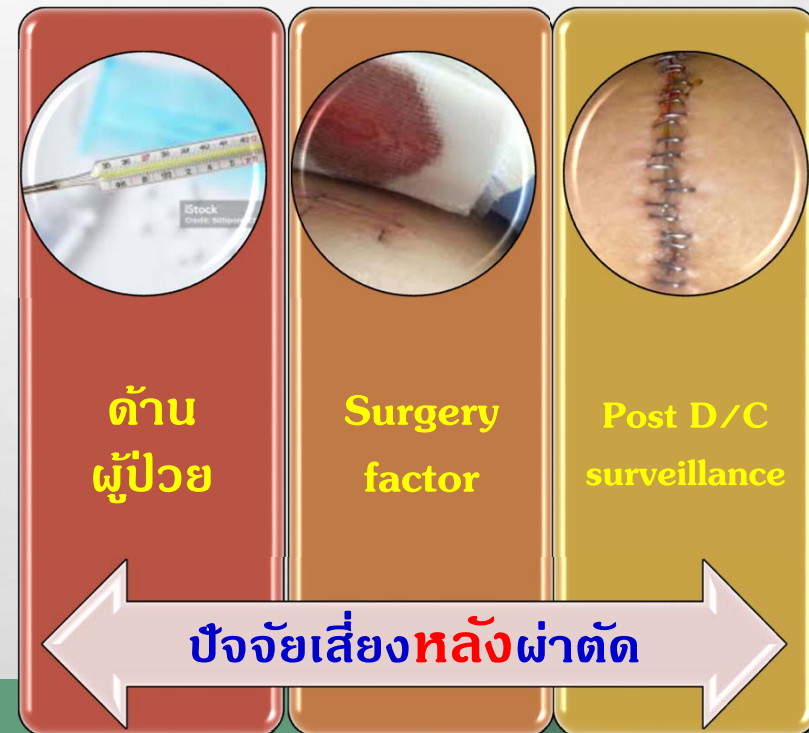 iStock
ด้าน
ผู้ป่วย
Surgery
factor
Post D/C
surveillance
ปัจจัยเสี่ยงหลังผ่าตัด